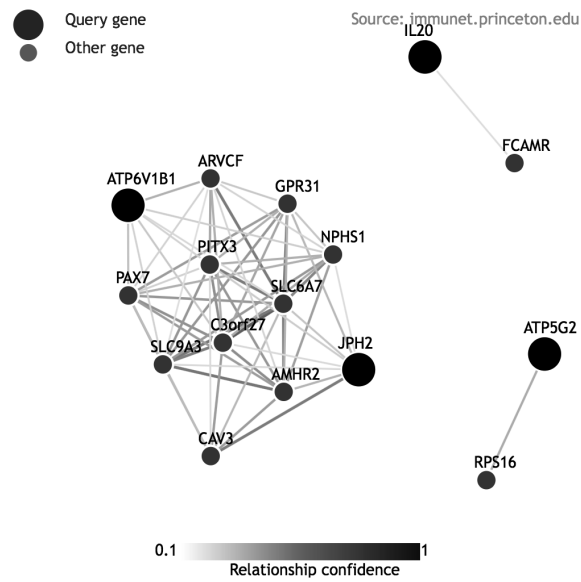 Query gene
Other gene
Source: immunet.princeton.edu
IL20
FCAMR
ARVCF
ATP6V1B1
GPR31
NPHS1
PITX3
PAX7
SLC6A7
C3orf27
SLC9A3
JPH2
ATP5G2
AMHR2
CAV3
RPS16
0.1
1
Relationship confidence